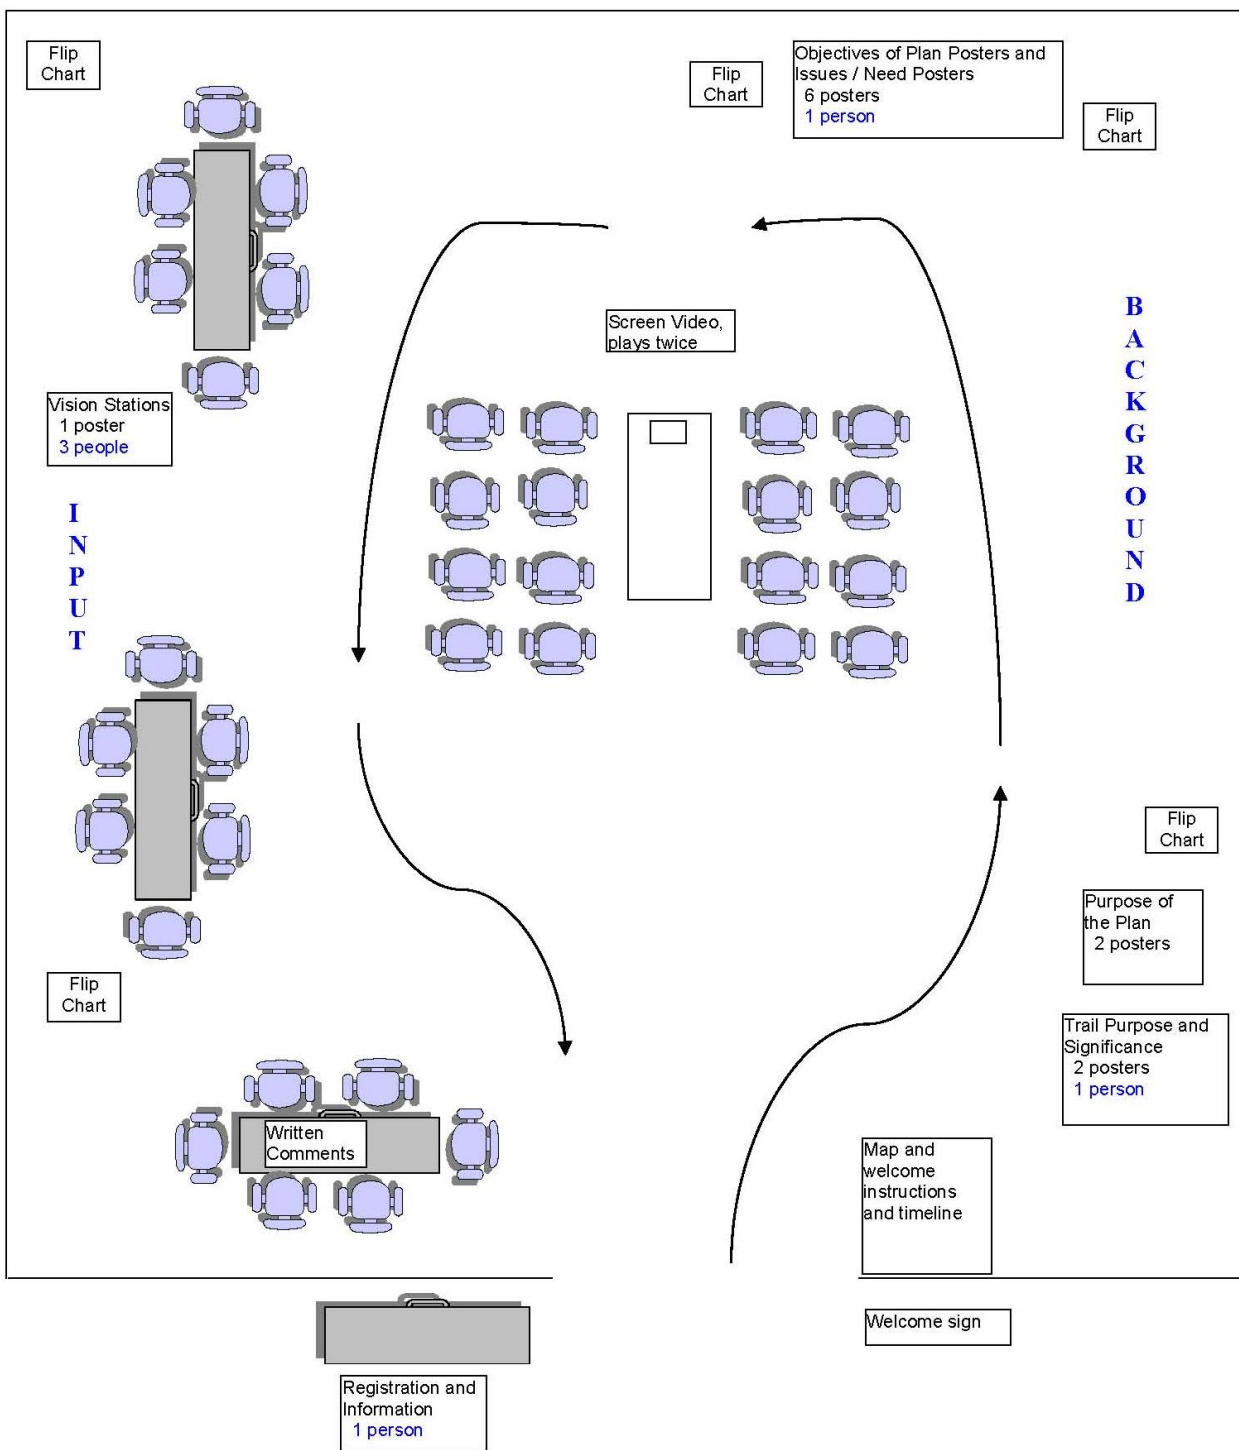 Flip
Chart
Flip
Chart
Objectives of Plan Posters and
Issues / Need Posters
6 posters
1 person
Flip
Chart
Screen Video,
plays twice
BACKGROUND
Vision Stations
1 poster
3 people
INPUT
Flip
Chart
Purpose of
the Plan
2 posters
Flip
Chart
Trail Purpose and
Significance
2 posters
1 person
Written
Comments
Map and
welcome
instructions
and timeline
Welcome sign
Registration and
Information
1 person